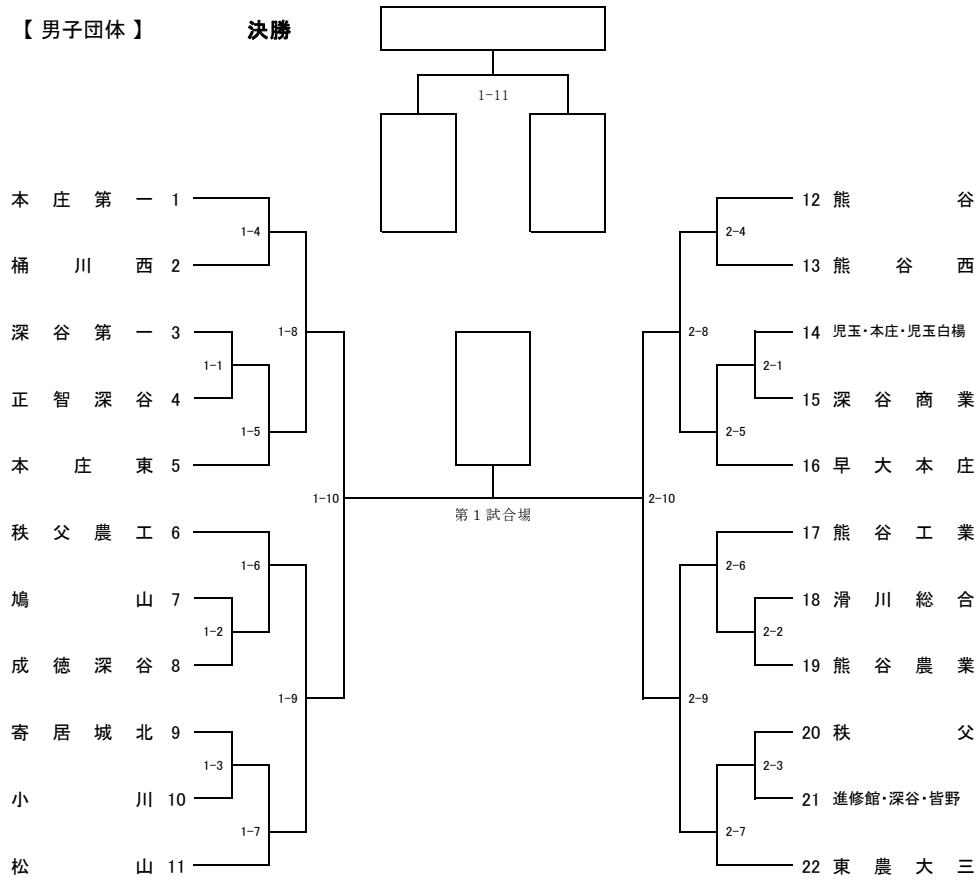 【 男子団体 】 決勝
1-11
本庄第一 1
1-4
桶川西 2
1-8
深谷第一 3
1-1
正智深谷 4
1-5
本庄東 5
1-10
秩父農工 6
1-6
鳩山 7
1-2
成徳深谷 8
1-9
寄居城北 9
1-3
小川 10
1-7
松山 11
第1試合場
12 熊谷
2-4
13 熊谷西
2-8
14 児玉・本庄・児玉白楊
2-1
15 深谷商業
2-5
16 早大本庄
2-10
17 熊谷工業
2-6
18 滑川総合
2-2
19 熊谷農業
2-9
20 秩父
2-3
21 進修館・深谷・皆野
2-7
22 東農大三